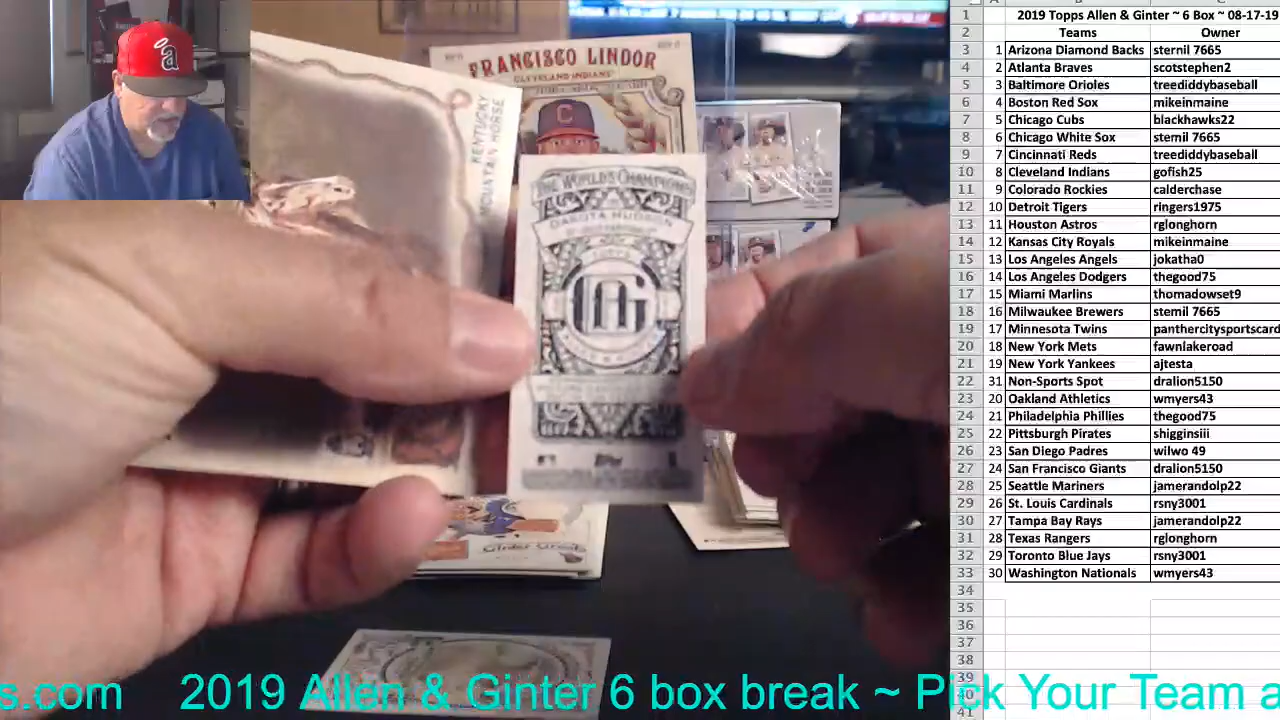 FRANCISCO LINDOR
CLEVELAND INDIANS
KENTUCKY
MOUNTAIN HORSE
WORLD'S CHAMPIONS
DAKOTA HUDSON
Ginter Greats
s.com 2019 Allen & Ginter 6 box break ~ Pick Your Team a
2019 Topps Allen & Ginter ~ 6 Box ~ 08-17-19
Teams Owner
1 Arizona Diamond Backs sternil 7665
2 Atlanta Braves scotstephen2
3 Baltimore Orioles treediddybaseball
4 Boston Red Sox mikeinmaine
5 Chicago Cubs blackhawks22
6 Chicago White Sox sternil 7665
7 Cincinnati Reds treediddybaseball
8 Cleveland Indians gofish25
9 Colorado Rockies calderchase
10 Detroit Tigers ringers1975
11 Houston Astros rglonghorn
12 Kansas City Royals mikeinmaine
13 Los Angeles Angels jokatha0
14 Los Angeles Dodgers thegood75
15 Miami Marlins thomadowset9
16 Milwaukee Brewers sternil 7665
17 Minnesota Twins panthercitysportscard
18 New York Mets fawnlakeroad
19 New York Yankees ajtesta
31 Non-Sports Spot dralion5150
20 Oakland Athletics wmyers43
21 Philadelphia Phillies thegood75
22 Pittsburgh Pirates shigginsiii
23 San Diego Padres wilwo 49
24 San Francisco Giants dralion5150
25 Seattle Mariners jamerandolp22
26 St. Louis Cardinals rsny3001
27 Tampa Bay Rays jamerandolp22
28 Texas Rangers rglonghorn
29 Toronto Blue Jays rsny3001
30 Washington Nationals wmyers43